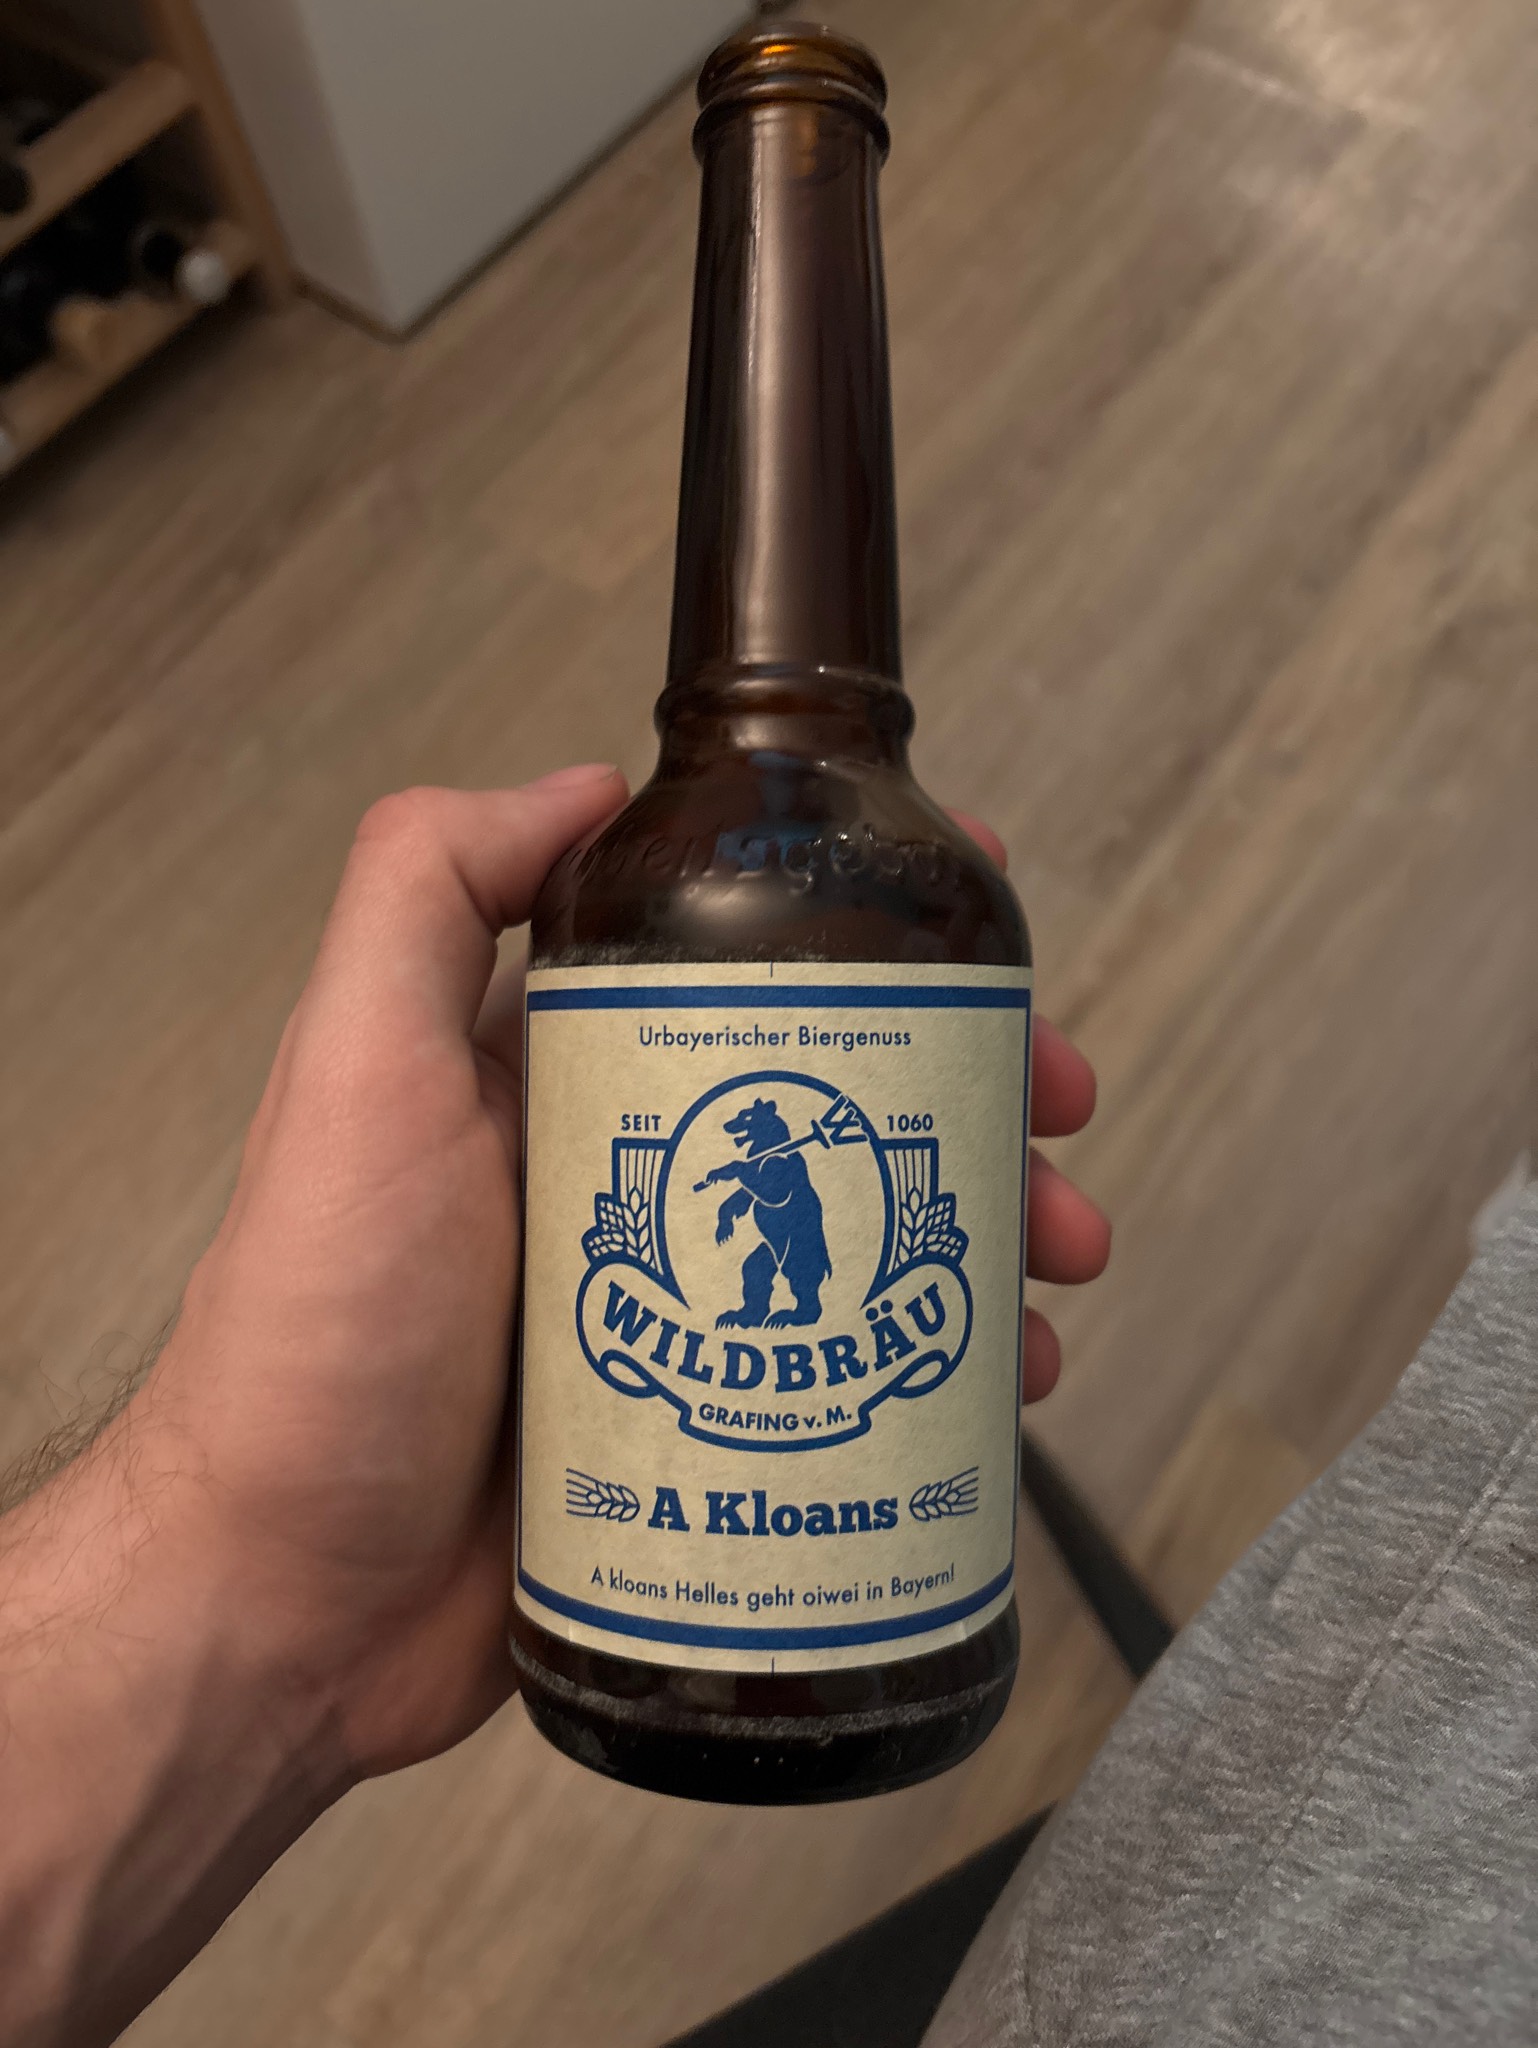 Urbayerischer Biergenuss
SEIT 1060
W
WILDBRÄU
GRAFING v. M.
A Kloans
A kloans Helles geht oiwei in Bayern!